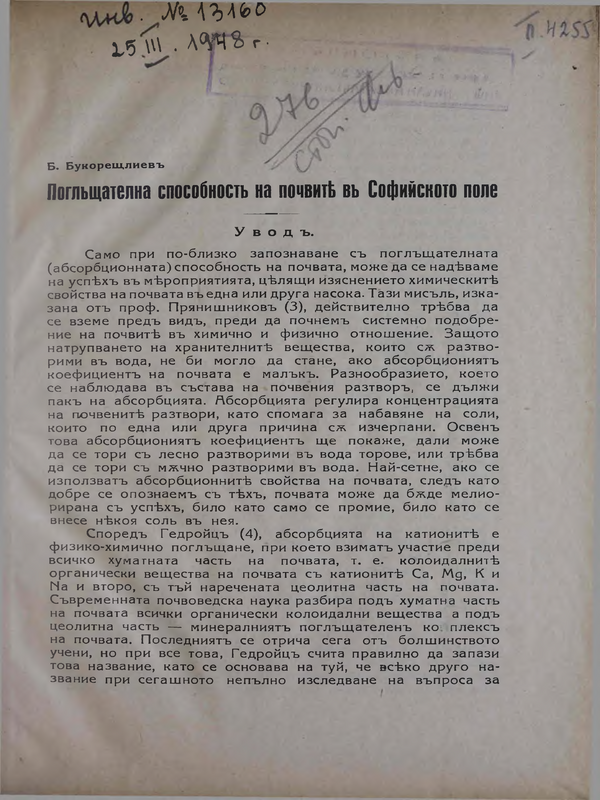 Инв. № 13160
25 III. 1948 г.
П. 4255
276
Б. Букорещлиевъ
Поглъщателна способность на почвитѣ въ Софийското поле
Уводъ.
Само при по-близко запознаване съ поглъщателната
(абсорбционната) способность на почвата, може да се надѣваме
на успѣхъ въ мѣроприятията, цѣлящи изяснението химическитѣ
свойства на почвата въ една или друга насока. Тази мисъль, изка-
зана отъ проф. Прянишниковъ (3), действително трѣбва да
се вземе предъ видъ, преди да почнемъ системно подобре-
ние на почвитѣ въ химично и физично отношение. Защото
натрупването на хранителнитѣ вещества, които сѫ разтво-
рими въ вода, не би могло да стане, ако абсорбциониятъ
коефициентъ на почвата е малъкъ. Разнообразието, което
се наблюдава въ състава на почвения разтворъ, се дължи
пакъ на абсорбцията. Абсорбцията регулира концентрацията
на почвенитѣ разтвори, като спомага за набавяне на соли,
които по една или друга причина сѫ изчерпани. Освенъ
това абсорбциониятъ коефициентъ ще покаже, дали може
да се тори съ лесно разтворими въ вода торове, или трѣбва
да се тори съ мѫчно разтворими въ вода. Най-сетне, ако се
използватъ абсорбционнитѣ свойства на почвата, следъ като
добре се опознаемъ съ тѣхъ, почвата може да бѫде мелио-
рирана съ успѣхъ, било като само се промие, било като се
внесе нѣкоя соль въ нея.
Споредъ Гедройцъ (4), абсорбцията на катионитѣ е
физико-химично поглъщане, при което взиматъ участие преди
всичко хуматната часть на почвата, т. е. колоидалнитѣ
органически вещества на почвата съ катионитѣ Ca, Mg, K и
Na и второ, съ тъй наречената цеолитна часть на почвата.
Съвременната почвоведска наука разбира подъ хуматна часть
на почвата всички органически колоидални вещества а подъ
цеолитна часть — минералниятъ поглъщателенъ ко плексъ
на почвата. Последниятъ се отрича сега отъ болшинството
учени, но при все това, Гедройцъ счита правилно да запази
това название, като се основава на туй, че всѣко друго на-
звание при сегашното непълно изследване на въпроса за